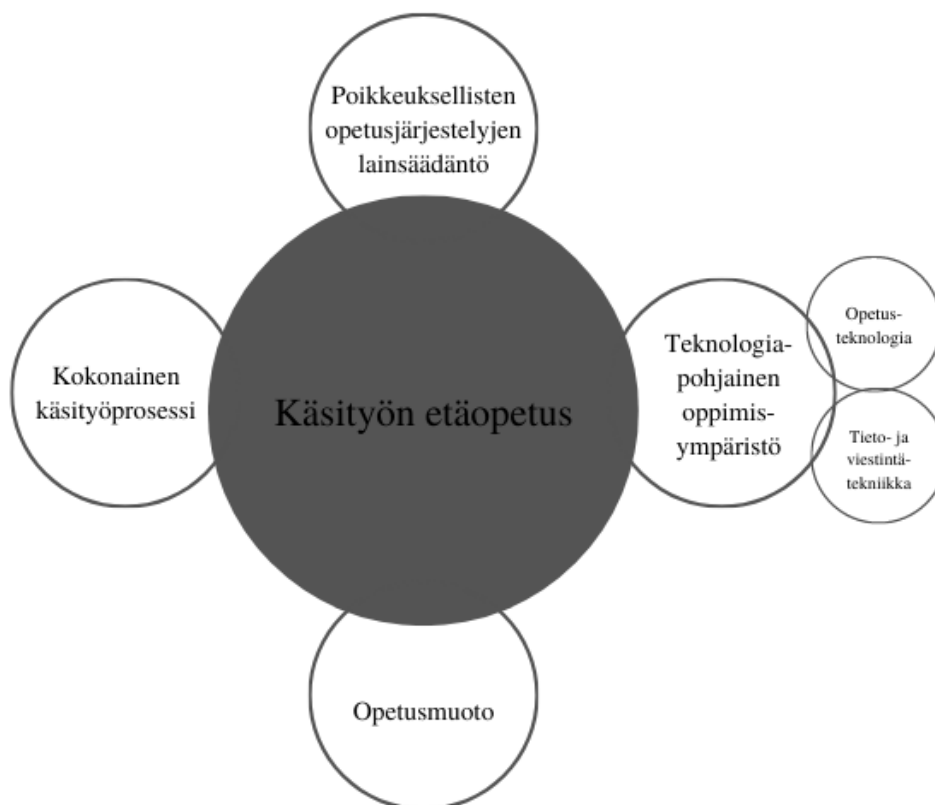 Poikkeuksellisten
opetusjärjestelyjen
lainsäädäntö
Kokonainen
käsityöprosessi
Käsityön etäopetus
Teknologia-
pohjainen
oppimis-
ympäristö
Opetus-
teknologia
Tieto- ja
viestintä-
tekniikka
Opetusmuoto